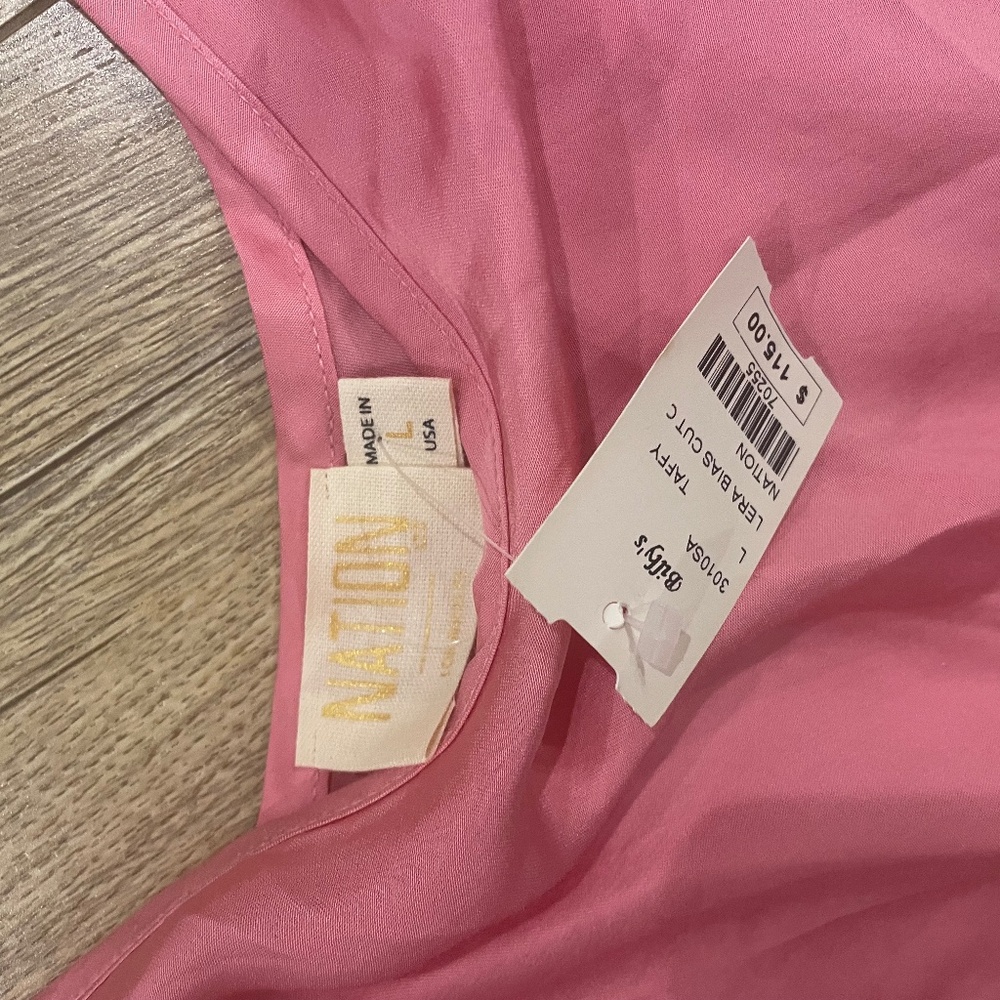 MADE IN
L
USA
NATION
Biffy's
3010SA
L
TAFFY
LERA BIAS CUT C
NATION
70255
$ 115.00